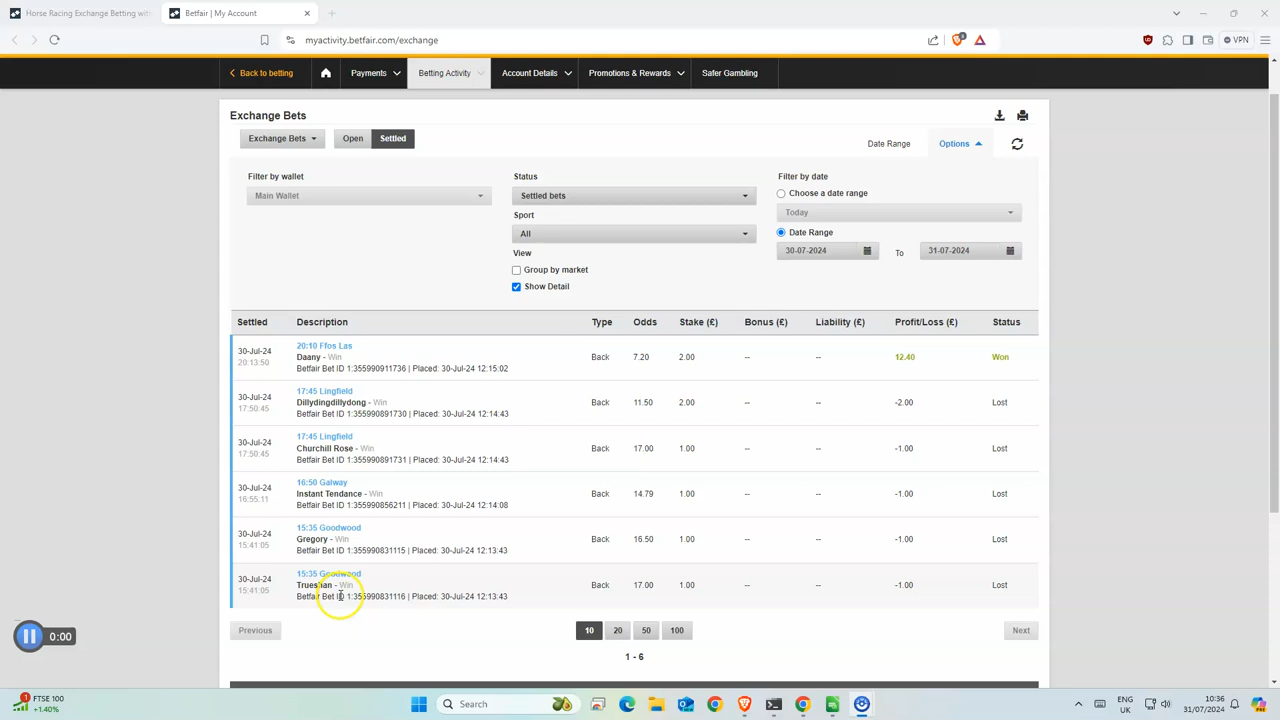 Horse Racing Exchange Betting with
Betfair | My Account
myactivity.betfair.com/exchange
VPN
Back to betting
Payments
Betting Activity
Account Details
Promotions & Rewards
Safer Gambling
Exchange Bets
Exchange Bets
Open
Settled
Date Range
Options
Filter by wallet
Status
Filter by date
Main Wallet
Settled bets
Choose a date range
Sport
Today
All
Date Range
View
30-07-2024
To
31-07-2024
Group by market
Show Detail
Settled Description Type Odds Stake (£) Bonus (£) Liability (£) Profit/Loss (£) Status
20:10 Ffos Las
30-Jul-24 Daany - Win Back 7.20 2.00 -- -- 12.40 Won
20:13:50 Betfair Bet ID 1:355990911736 | Placed: 30-Jul-24 12:15:02
17:45 Lingfield
30-Jul-24 Dillydingdillydong - Win Back 11.50 2.00 -- -- -2.00 Lost
17:50:45 Betfair Bet ID 1:355990891730 | Placed: 30-Jul-24 12:14:43
17:45 Lingfield
30-Jul-24 Churchill Rose - Win Back 17.00 1.00 -- -- -1.00 Lost
17:50:45 Betfair Bet ID 1:355990891731 | Placed: 30-Jul-24 12:14:43
16:50 Galway
30-Jul-24 Instant Tendance - Win Back 14.79 1.00 -- -- -1.00 Lost
16:55:11 Betfair Bet ID 1:355990856211 | Placed: 30-Jul-24 12:14:08
15:35 Goodwood
30-Jul-24 Gregory - Win Back 16.50 1.00 -- -- -1.00 Lost
15:41:05 Betfair Bet ID 1:355990831115 | Placed: 30-Jul-24 12:13:43
15:35 Goodwood
30-Jul-24 Trueshan - Win Back 17.00 1.00 -- -- -1.00 Lost
15:41:05 Betfair Bet ID 1:355990831116 | Placed: 30-Jul-24 12:13:43
0:00
Previous
10
20
50
100
Next
1 - 6
1
FTSE 100
+1.40%
Search
ENG
UK
10:36
31/07/2024